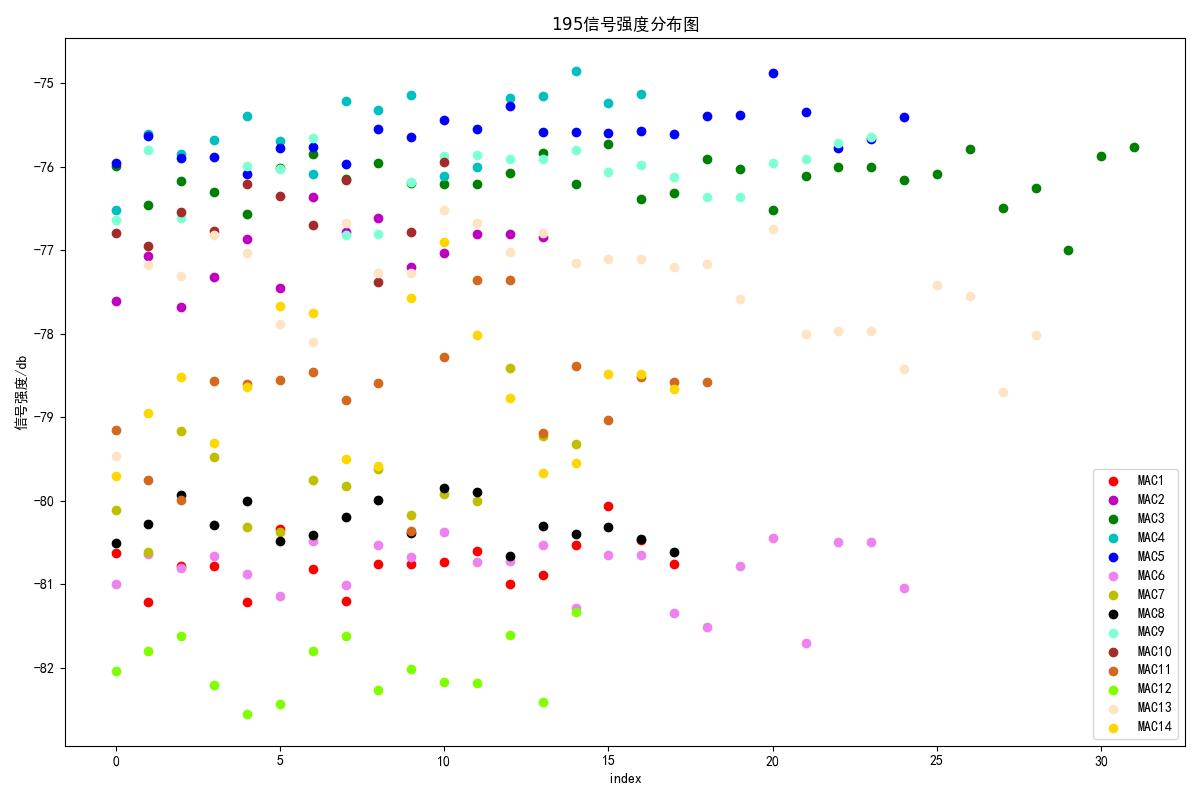 195信号强度分布图
信号强度/db
−75
−76
−77
−78
−79
−80
−81
−82
0
5
10
15
20
25
30
index
MAC1
MAC2
MAC3
MAC4
MAC5
MAC6
MAC7
MAC8
MAC9
MAC10
MAC11
MAC12
MAC13
MAC14